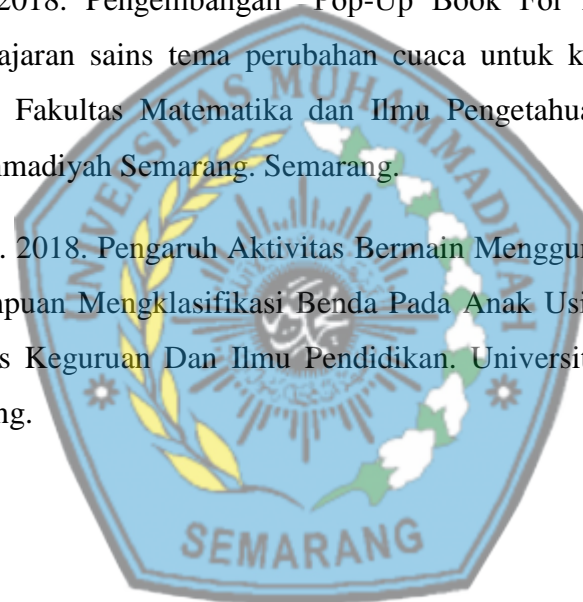 2018. Pengembangan "Pop-Up Book For
ajaran sains tema perubahan cuaca untuk k
Fakultas Matematika dan Ilmu Pengetahua
nmadiyah Semarang. Semarang.
. 2018. Pengaruh Aktivitas Bermain Menggun
npuan Mengklasifikasi Benda Pada Anak Usi
s Keguruan Dan Ilmu Pendidikan. Universit
ng.
UNIVERSITAS MUHAMMADIYAH
SEMARANG